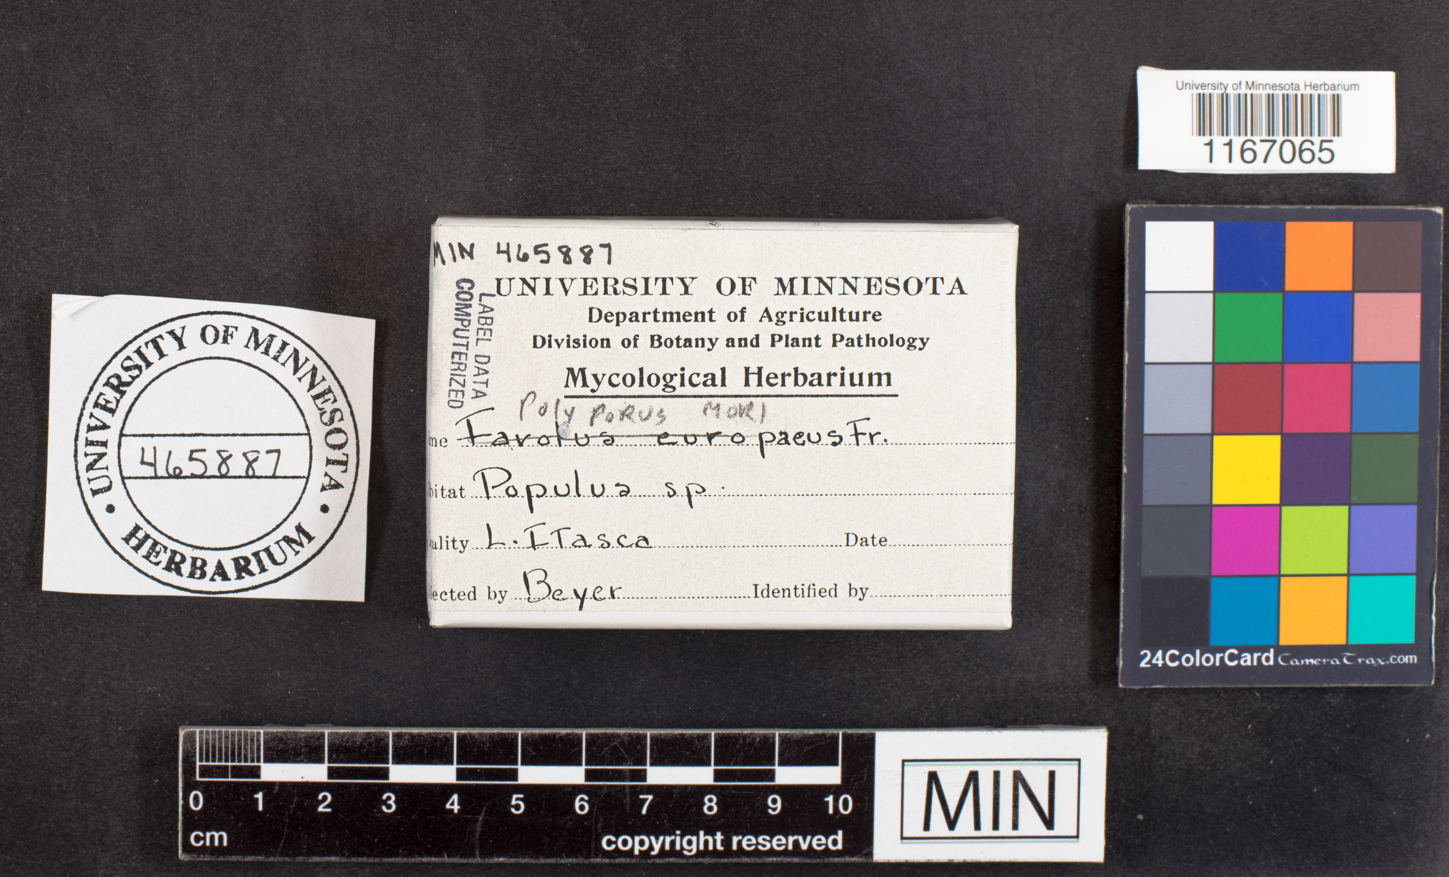 University of Minnesota Herbarium
1167065
MIN 465887
LABEL DATA
COMPUTERIZED
UNIVERSITY OF MINNESOTA
Department of Agriculture
Division of Botany and Plant Pathology
Mycological Herbarium
Polyporus MORI
me Favolus europaeus Fr.
bitat Populus sp.
ality L. Itasca Date
ected by Beyer Identified by
UNIVERSITY OF MINNESOTA
465887
HERBARIUM
24ColorCard CameraTrax.com
0 1 2 3 4 5 6 7 8 9 10
cm copyright reserved
MIN